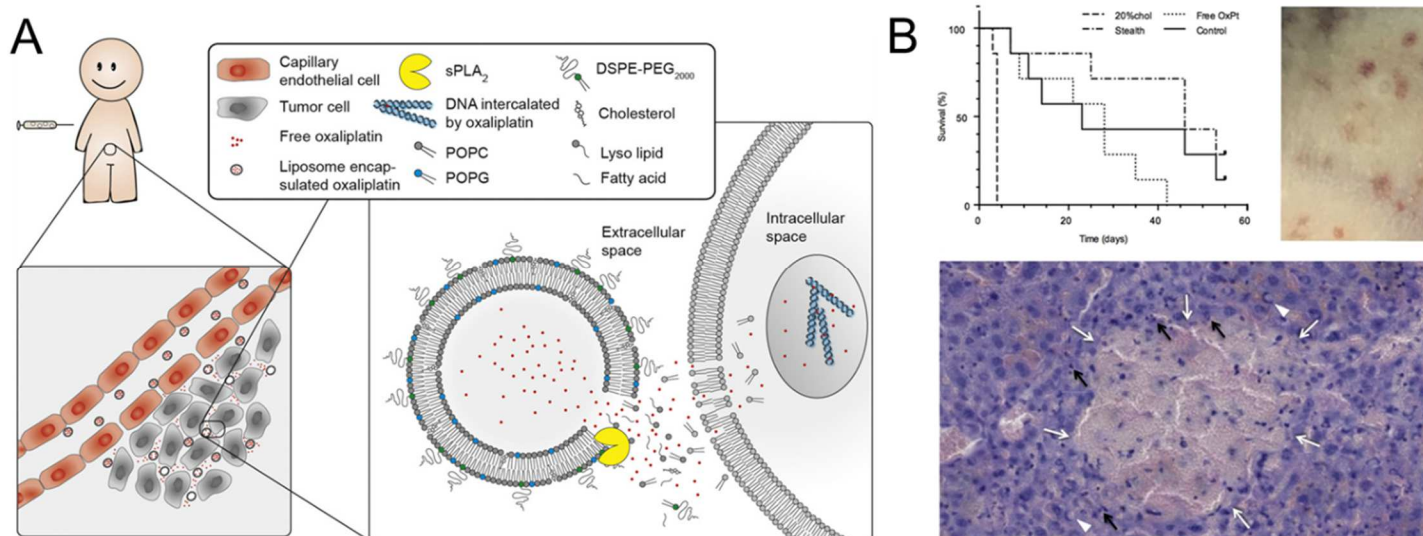 A
Capillary
endothelial cell
Tumor cell
Free oxaliplatin
Liposome encap-
sulated oxaliplatin
sPLA₂
DNA intercalated
by oxaliplatin
POPC
POPG
DSPE-PEG₂₀₀₀
Cholesterol
Lyso lipid
Fatty acid
Extracellular
space
Intracellular
space
B
20%chol
Stealth
Free OxPt
Control
Survival (%)
100
50
0
0
20
40
60
Time (days)